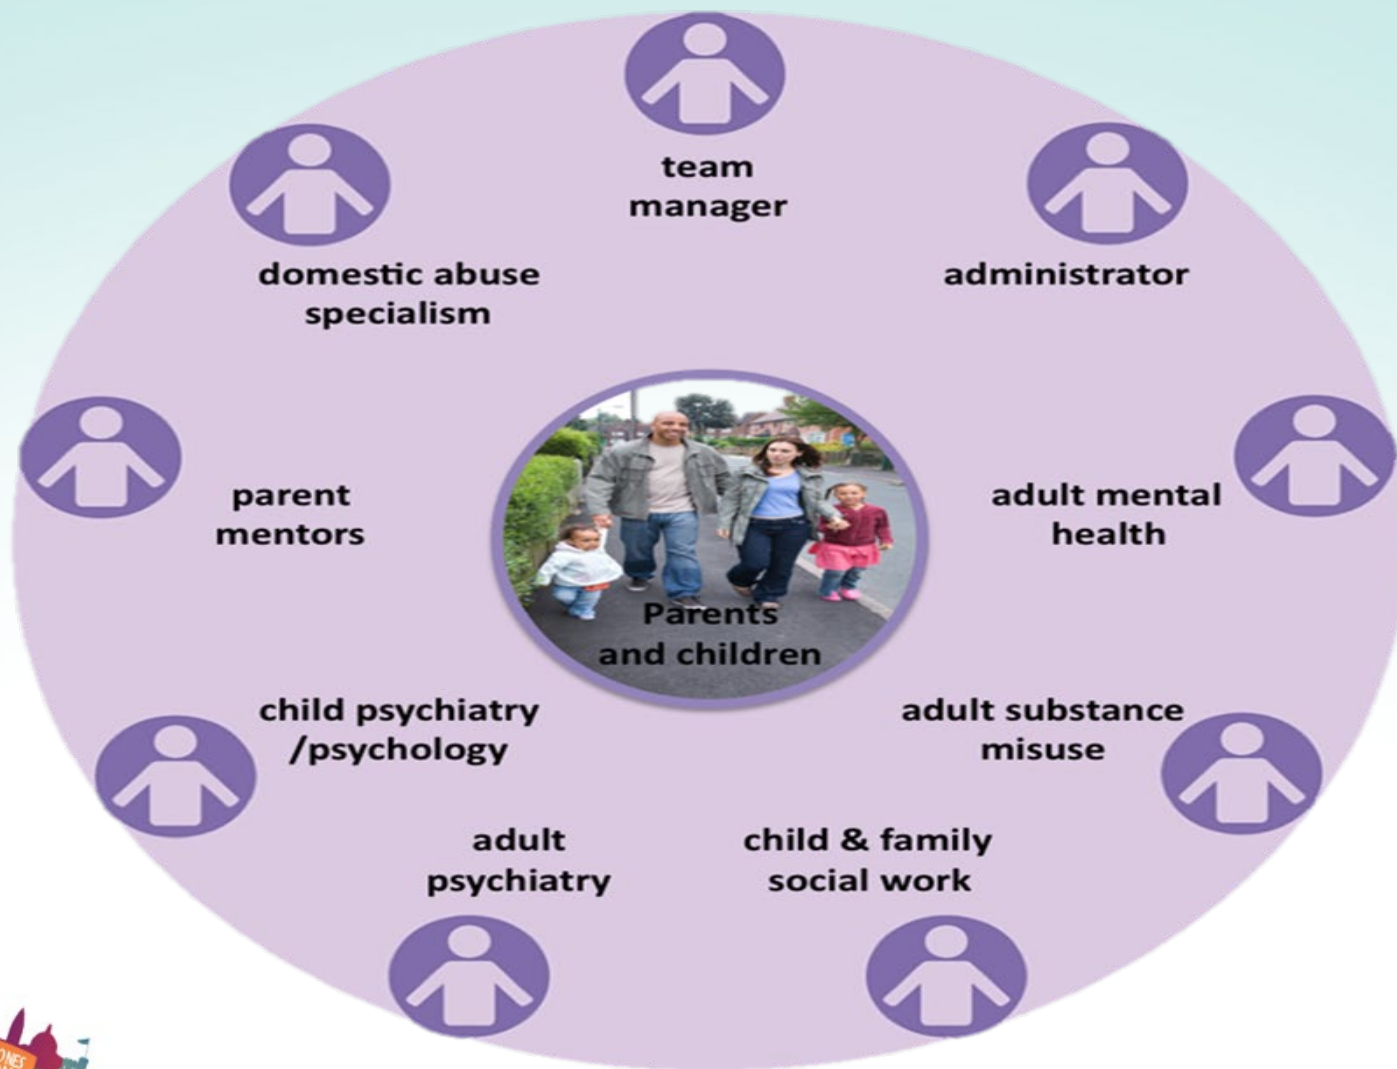 team
manager
domestic abuse
specialism
administrator
parent
mentors
adult mental
health
Parents
and children
child psychiatry
/psychology
adult substance
misuse
adult
psychiatry
child & family
social work